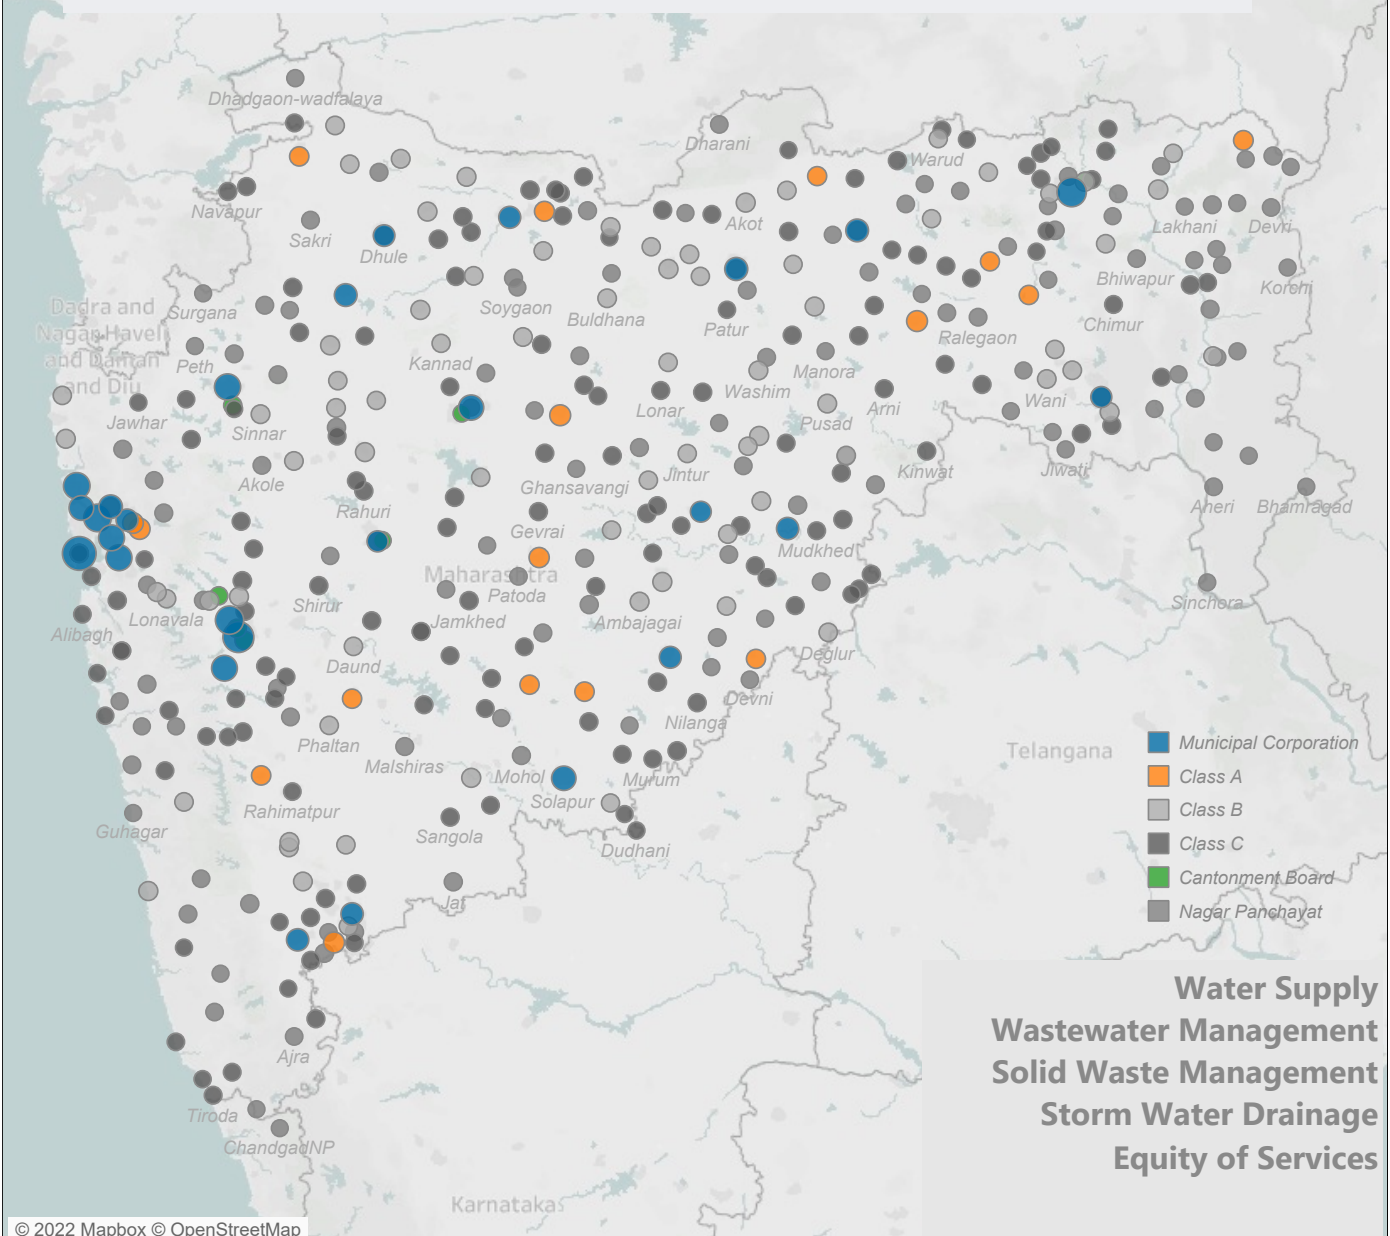 Dhadgaon-wadfalaya
Dharani
Warud
Navapur
Akot
Lakhani
Devri
Sakri
Dhule
Bhiwapur
Korchi
Dadra and
Nagar Haveli
and Daman
and Diu
Surgana
Soygaon
Buldhana
Patur
Chimur
Ralegaon
Peth
Kannad
Manora
Washim
Jawhar
Sinnar
Lonar
Arni
Wani
Pusad
Akole
Jintur
Kinwat
Jiwati
Ghansavangi
Rahuri
Gevrai
Aheri
Bhamragad
Mudkhed
Maharashtra
Patoda
Shirur
Sinchora
Lonavala
Jamkhed
Ambajagai
Alibagh
Daund
Deglur
Devni
Nilanga
Phaltan
Malshiras
Mohol
Murum
Solapur
Telangana
Rahimatpur
Guhagar
Sangola
Dudhani
Jat
Municipal Corporation
Class A
Class B
Class C
Cantonment Board
Nagar Panchayat
Water Supply
Wastewater Management
Solid Waste Management
Storm Water Drainage
Equity of Services
Ajra
Tiroda
ChandgadNP
Karnataka
© 2022 Mapbox © OpenStreetMap